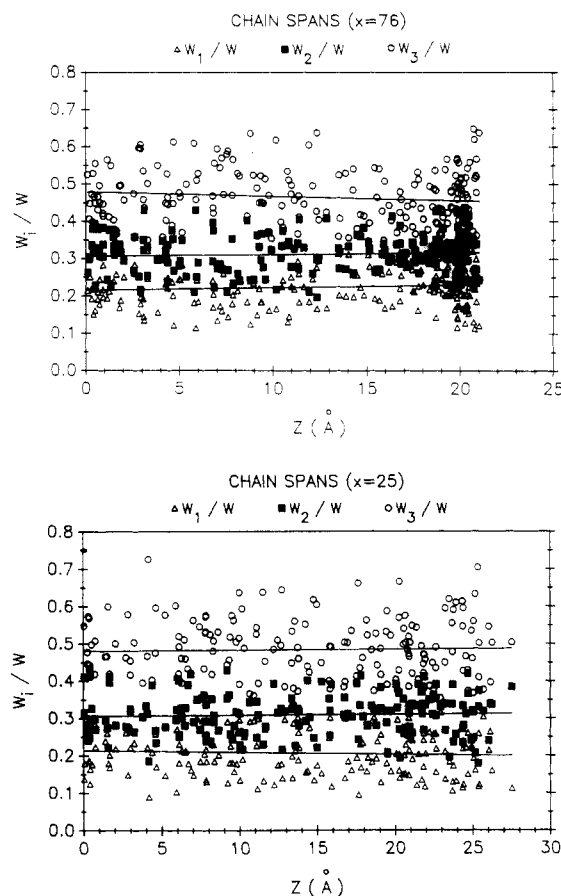 CHAIN SPANS (x=76)
△ W₁ / W ■ W₂ / W ○ W₃ / W
0.8
0.7
0.6
0.5
0.4
0.3
0.2
0.1
0.0
Wᵢ / W
0 5 10 15 20 25
Z (Å)
CHAIN SPANS (x=25)
△ W₁ / W ■ W₂ / W ○ W₃ / W
0.8
0.7
0.6
0.5
0.4
0.3
0.2
0.1
0.0
Wᵢ / W
0 5 10 15 20 25 30
Z (Å)